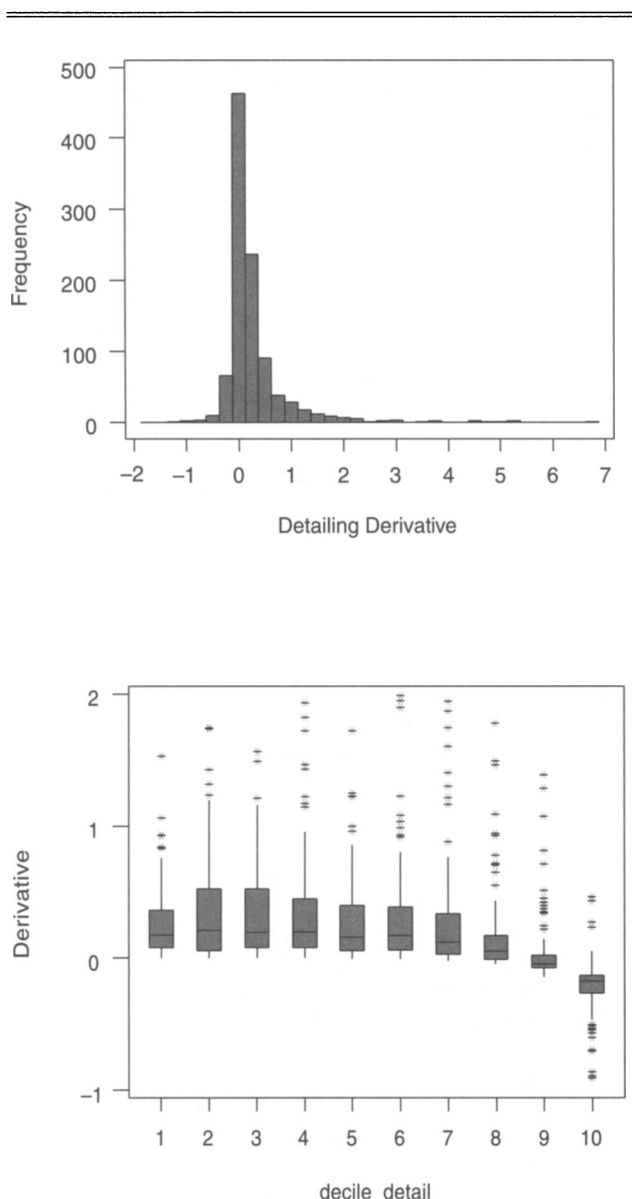 500
400
300
200
100
0
Frequency
−2 −1 0 1 2 3 4 5 6 7
Detailing Derivative
2
1
0
−1
Derivative
1 2 3 4 5 6 7 8 9 10
decile_detail